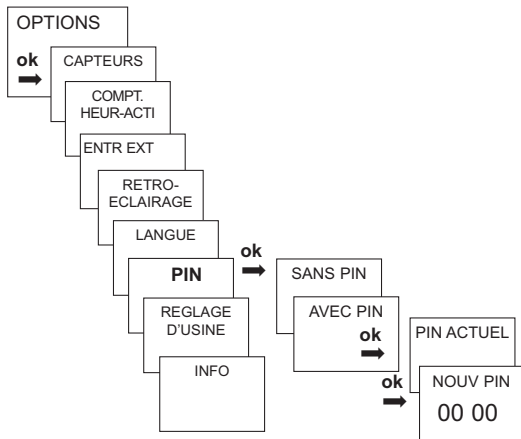 OPTIONS
ok
CAPTEURS
COMPT.
HEUR-ACTI
ENTR EXT
RETRO-
ECLAIRAGE
LANGUE
ok
PIN
SANS PIN
REGLAGE
D'USINE
AVEC PIN
ok
PIN ACTUEL
INFO
ok
NOUV PIN
00 00